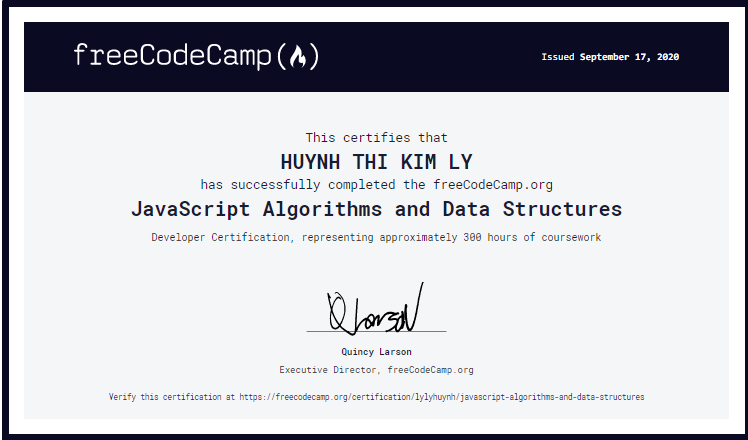 freeCodeCamp
Issued September 17, 2020
This certifies that
HUYNH THI KIM LY
has successfully completed the freeCodeCamp.org
JavaScript Algorithms and Data Structures
Developer Certification, representing approximately 300 hours of coursework
Q Larson
Quincy Larson
Executive Director, freeCodeCamp.org
Verify this certification at https://freecodecamp.org/certification/lylyhuynh/javascript-algorithms-and-data-structures